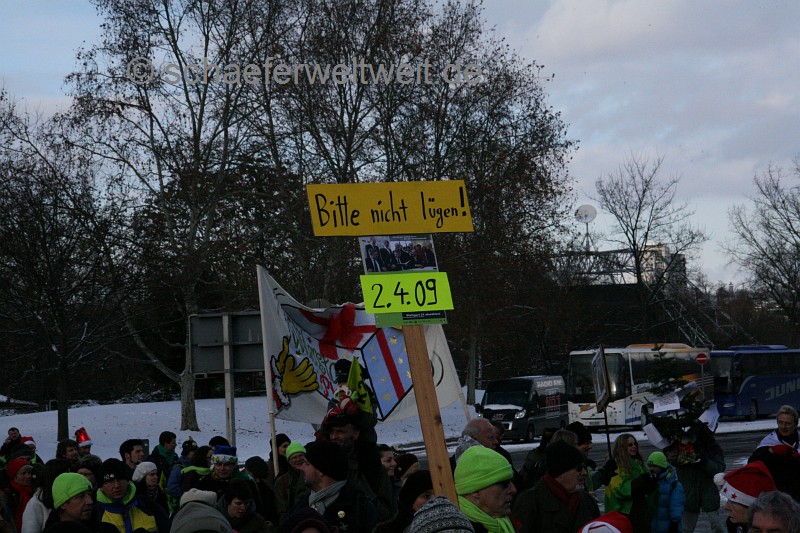 © schaeferweltweit.de
Bitte nicht lügen!
2.4.09